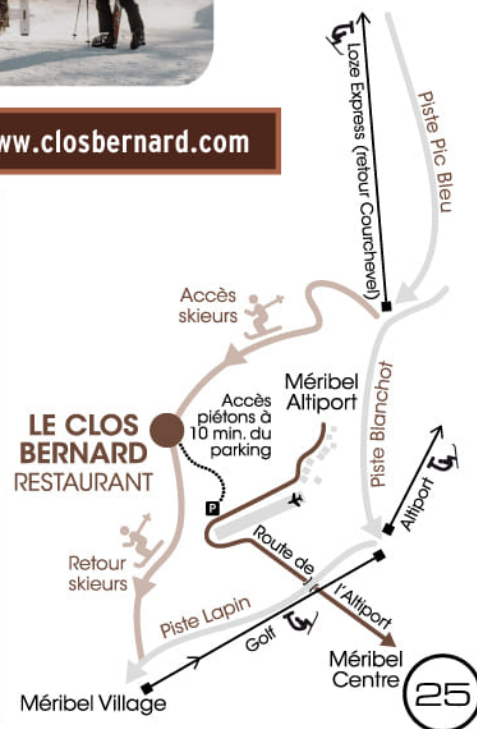 ww.closbernard.com
Loze Express (retour Courchevel)
Piste Pic Bleu
Accès
skieurs
Accès
piétons à
10 min. du
parking
Méribel
Altiport
Piste Blanchot
LE CLOS
BERNARD
RESTAURANT
P
Altiport
Retour
skieurs
Route de l'Altiport
Piste Lapin
Golf
Méribel
Centre
Méribel Village
25